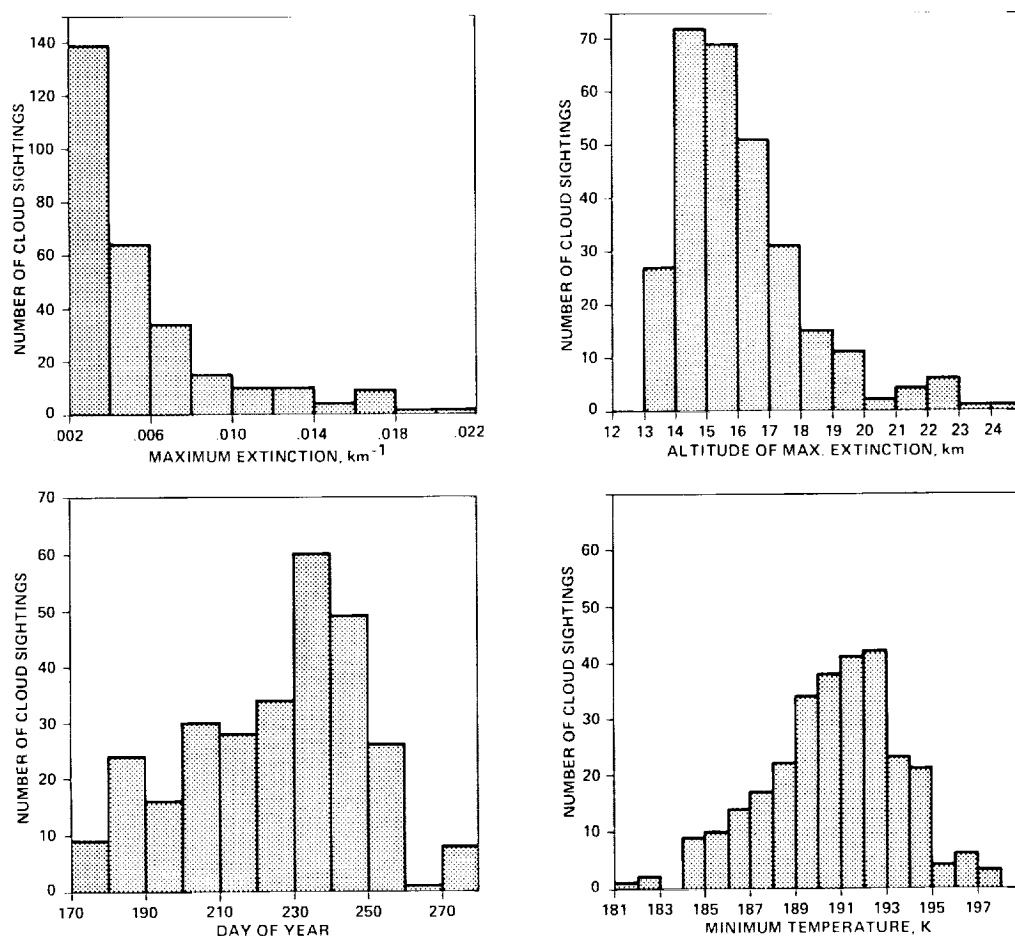 NUMBER OF CLOUD SIGHTINGS
140
120
100
80
60
40
20
0
.002 .006 .010 .014 .018 .022
MAXIMUM EXTINCTION, km-1
NUMBER OF CLOUD SIGHTINGS
70
60
50
40
30
20
10
0
12 13 14 15 16 17 18 19 20 21 22 23 24
ALTITUDE OF MAX. EXTINCTION, km
NUMBER OF CLOUD SIGHTINGS
70
60
50
40
30
20
10
0
170 190 210 230 250 270
DAY OF YEAR
NUMBER OF CLOUD SIGHTINGS
60
50
40
30
20
10
0
181 183 185 187 189 191 193 195 197
MINIMUM TEMPERATURE, K